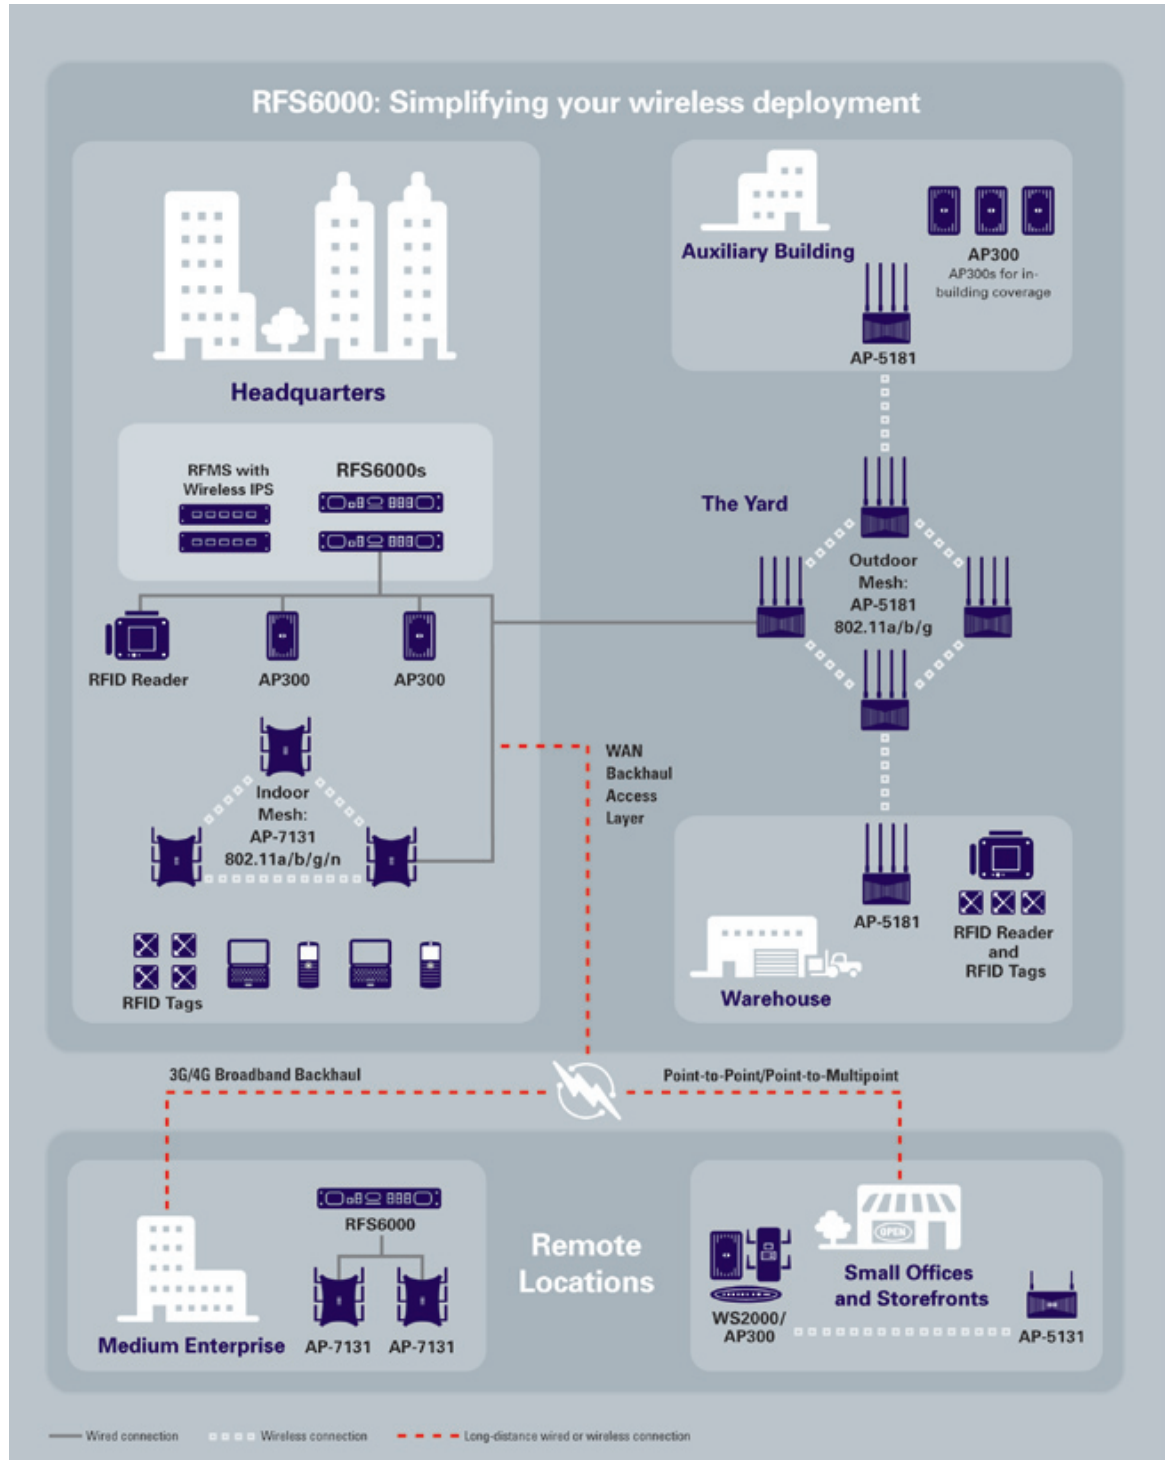 RFS6000: Simplifying your wireless deployment
Headquarters
RFMS with
Wireless IPS
RFS6000s
RFID Reader
AP300
AP300
Indoor
Mesh:
AP-7131
802.11a/b/g/n
RFID Tags
Auxiliary Building
AP300
AP300s for in-
building coverage
AP-5181
The Yard
Outdoor
Mesh:
AP-5181
802.11a/b/g
WAN
Backhaul
Access
Layer
AP-5181
RFID Reader
and
RFID Tags
Warehouse
3G/4G Broadband Backhaul
Point-to-Point/Point-to-Multipoint
RFS6000
Medium Enterprise
AP-7131
AP-7131
Remote
Locations
OPEN
Small Offices
and Storefronts
WS2000/
AP300
AP-5131
Wired connection
Wireless connection
Long-distance wired or wireless connection